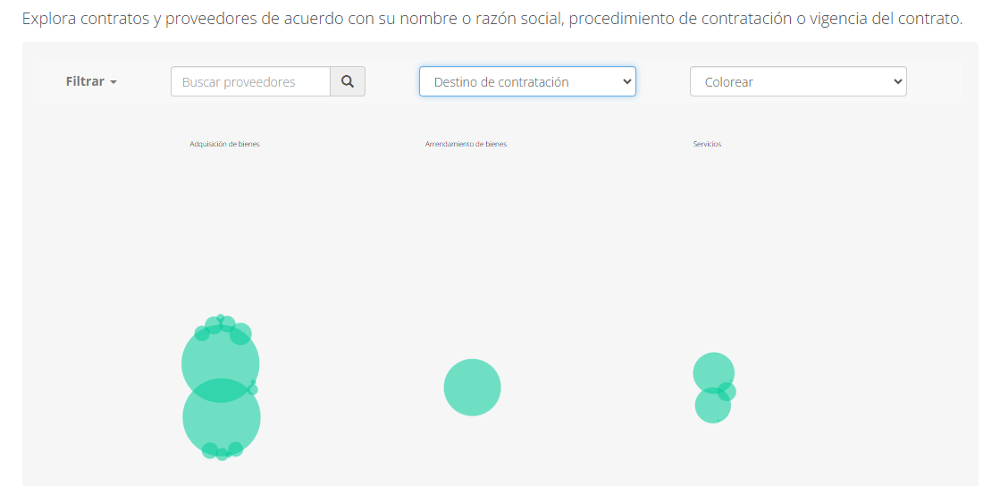 Explora contratos y proveedores de acuerdo con su nombre o razón social, procedimiento de contratación o vigencia del contrato.
Filtrar
Buscar proveedores
Destino de contratación
Colorear
Adquisición de bienes
Arrendamiento de bienes
Servicios